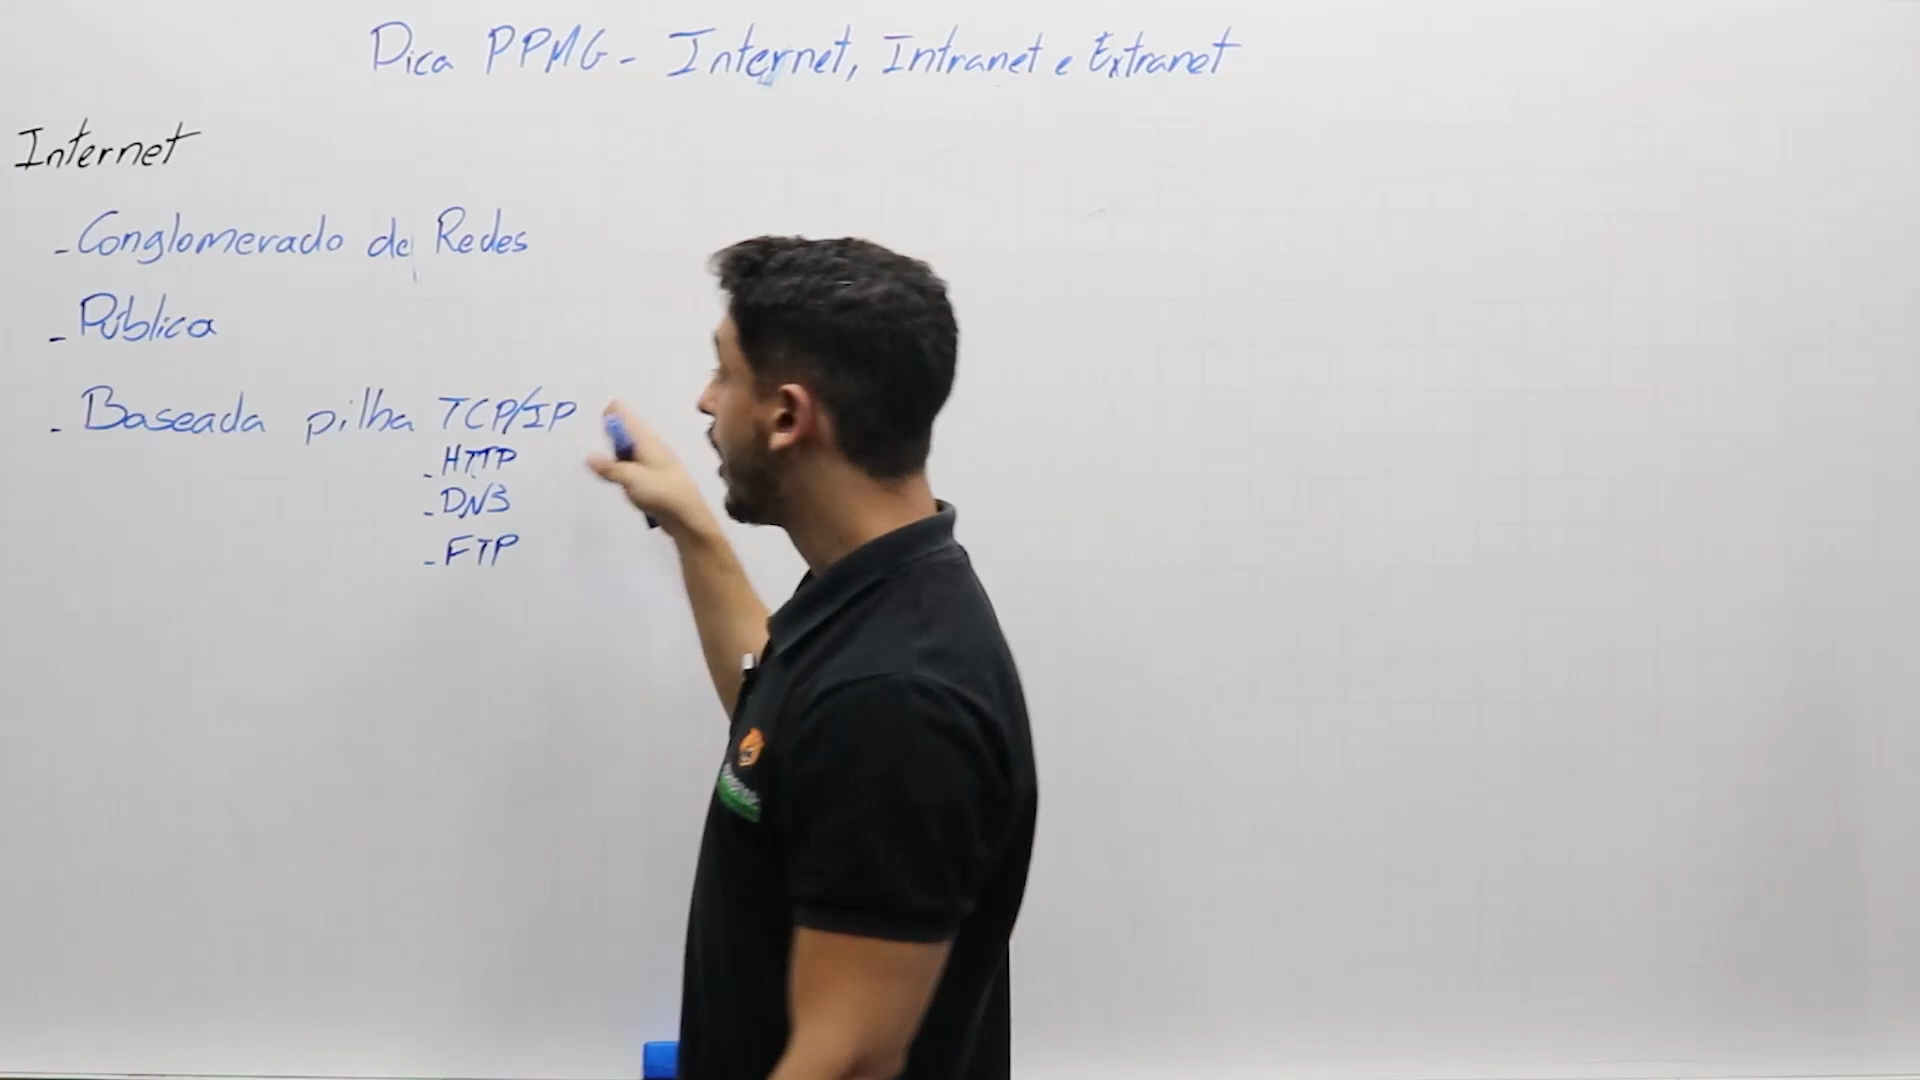 Dica PPMG - Internet, Intranet e Extranet
Internet
- Conglomerado de Redes
- Pública
- Baseada pilha TCP/IP
- HTTP
- DNS
- FTP